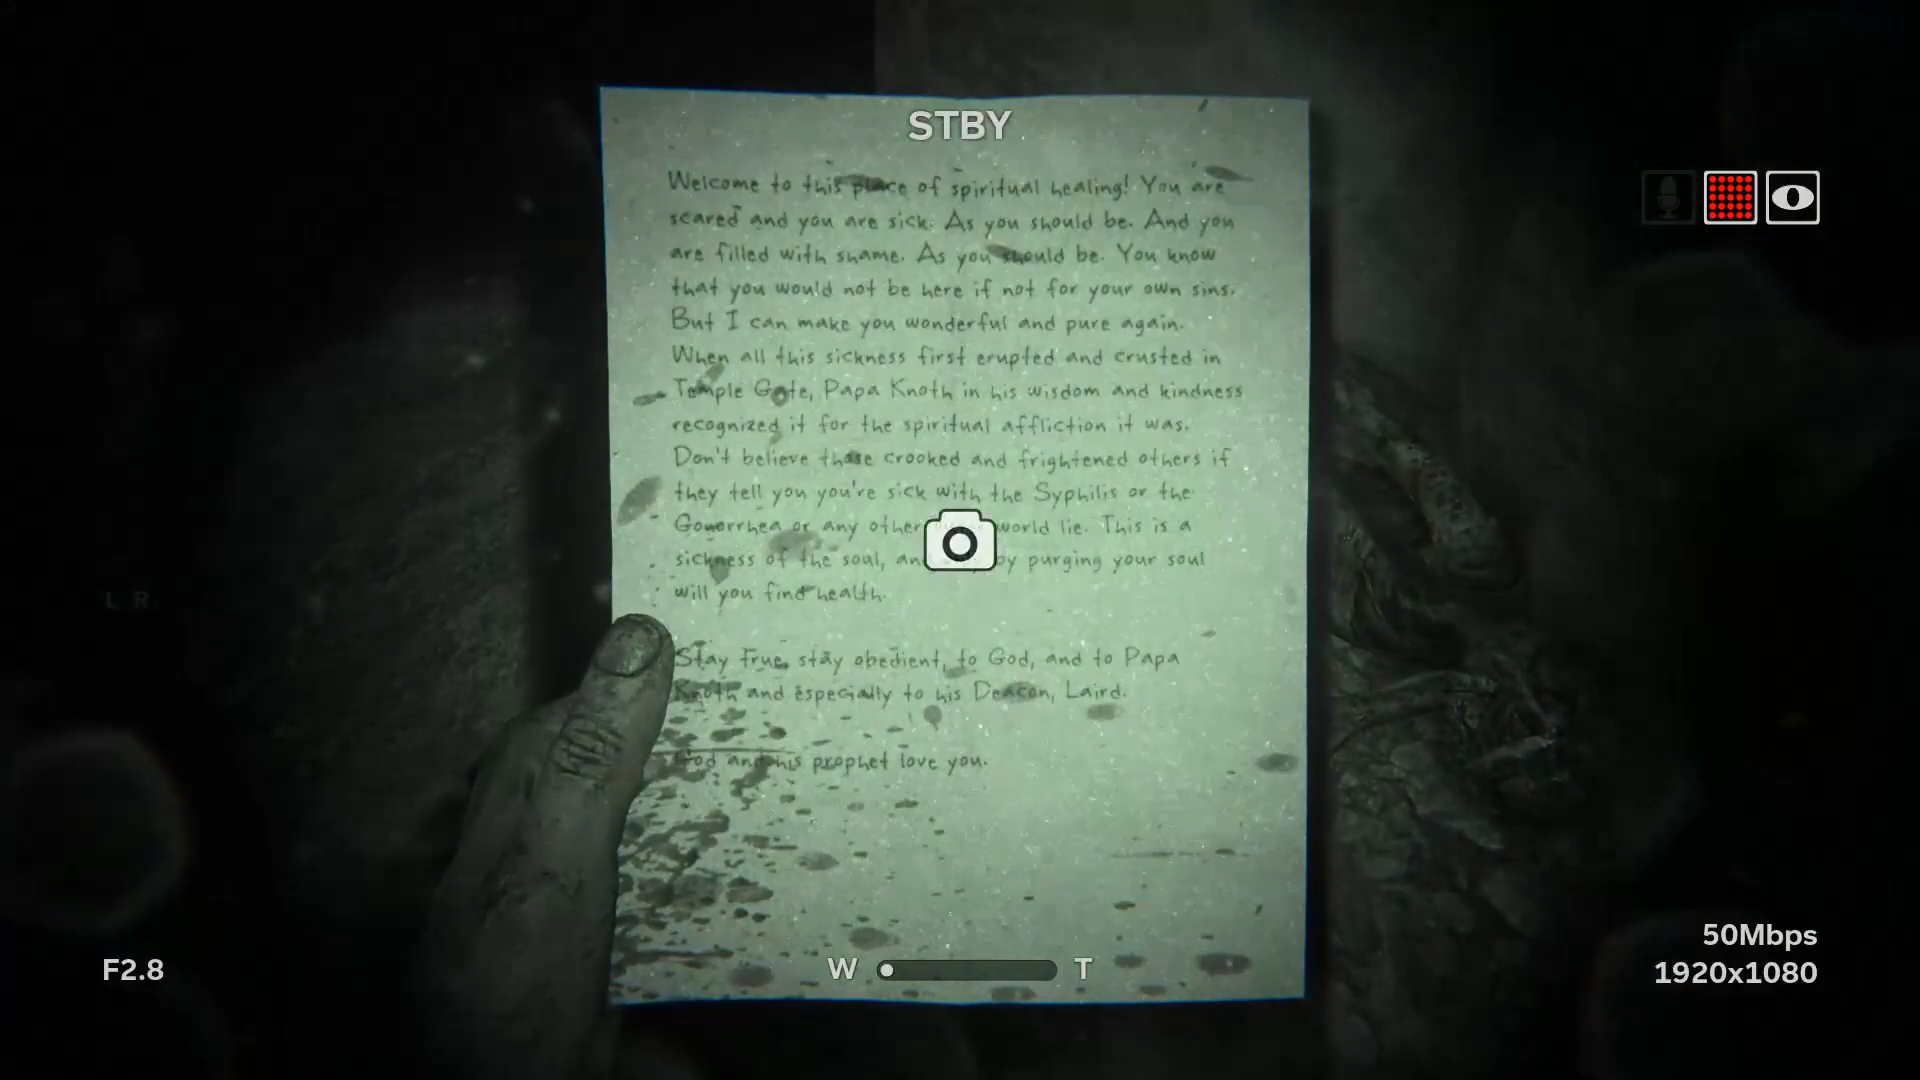 STBY
Welcome to this place of spiritual healing! You are
scared and you are sick. As you should be. And you
are filled with shame. As you should be. You know
that you would not be here if not for your own sins.
But I can make you wonderful and pure again.
When all this sickness first erupted and crusted in
Temple Gate, Papa Knoth in his wisdom and kindness
recognized it for the spiritual affliction it was.
Don't believe those crooked and frightened others if
they tell you you're sick with the Syphilis or the
Gonorrhea or any other world lie. This is a
sickness of the soul, and by purging your soul
will you find health.
Stay True, stay obedient, to God, and to Papa
Knoth and especially to his Deacon, Laird.
God and his prophet love you.
L R
F2.8
W T
50Mbps
1920x1080